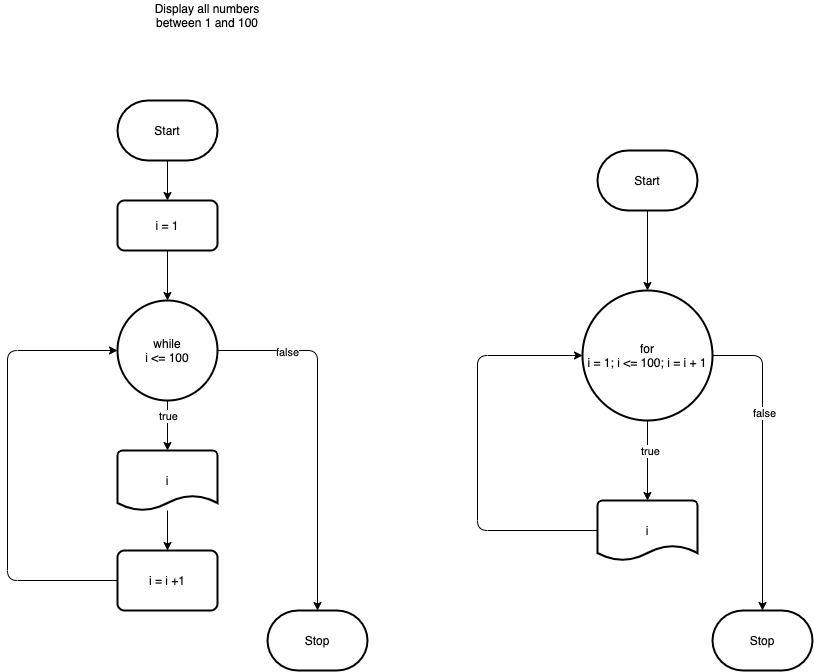 Display all numbers
between 1 and 100
Start
i = 1
while
i <= 100
false
true
i
i = i +1
Stop
Start
for
i = 1; i <= 100; i = i + 1
false
true
i
Stop